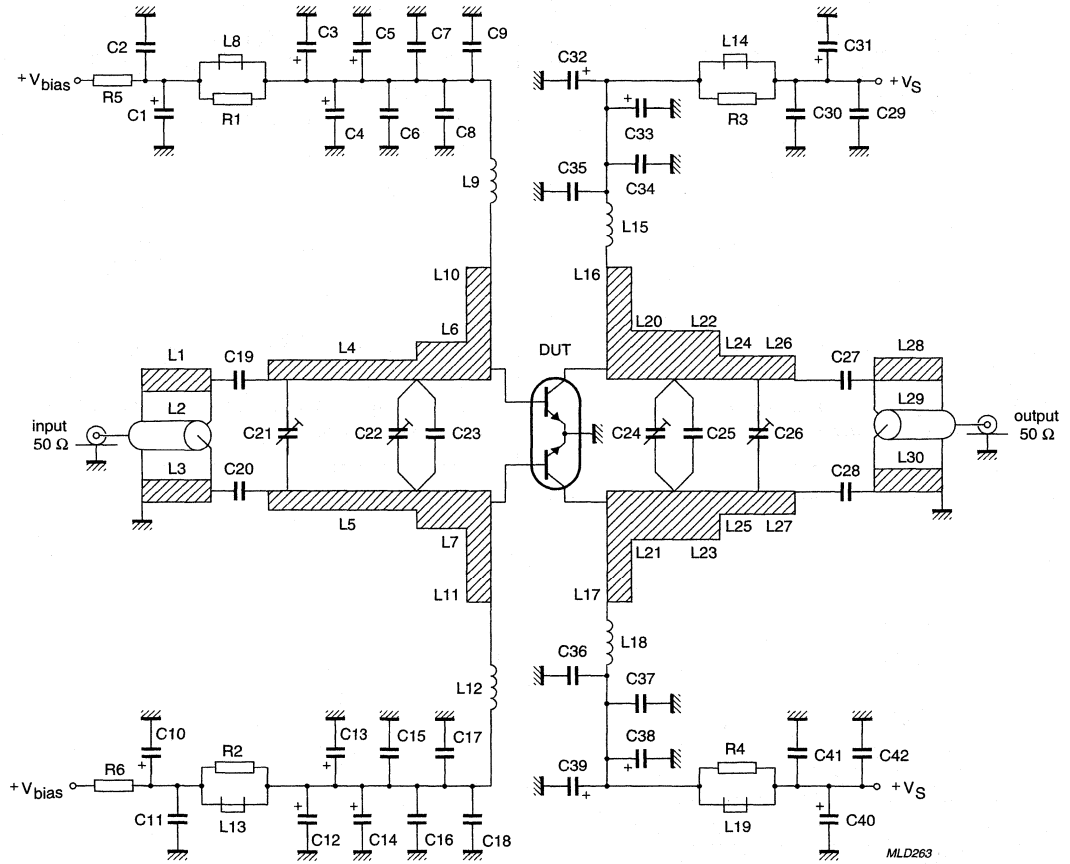 C2
L8
C3
C5
C7
C9
+Vbias
R5
C1
R1
C4
C6
C8
L9
C32
L14
C31
+VS
R3
C30
C29
C33
C35
C34
L15
L10
L16
L6
L20
L22
L4
L24
L26
DUT
L1
C19
C27
L28
input
50 Ω
L2
C21
C22
C23
C24
C25
C26
L29
output
50 Ω
L3
C20
C28
L30
L5
L7
L25
L27
L21
L23
L11
L17
L18
L12
C36
C37
C10
R2
C13
C15
C17
C38
R4
C41
C42
+Vbias
R6
C39
+VS
C11
L13
C12
C14
C16
C18
L19
C40
MLD263